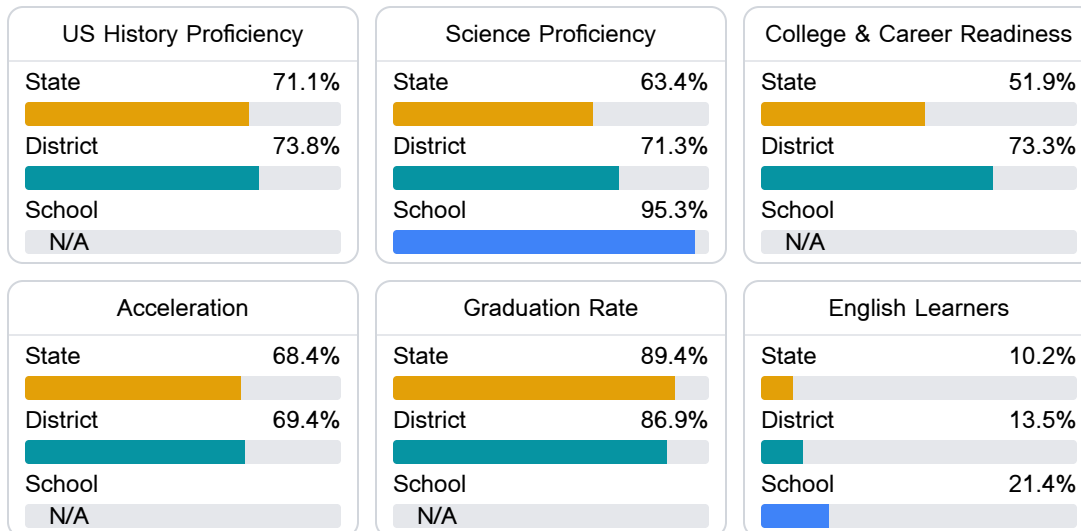 US History Proficiency
State 71.1%
District 73.8%
School
N/A
Science Proficiency
State 63.4%
District 71.3%
School 95.3%
College & Career Readiness
State 51.9%
District 73.3%
School
N/A
Acceleration
State 68.4%
District 69.4%
School
N/A
Graduation Rate
State 89.4%
District 86.9%
School
N/A
English Learners
State 10.2%
District 13.5%
School 21.4%